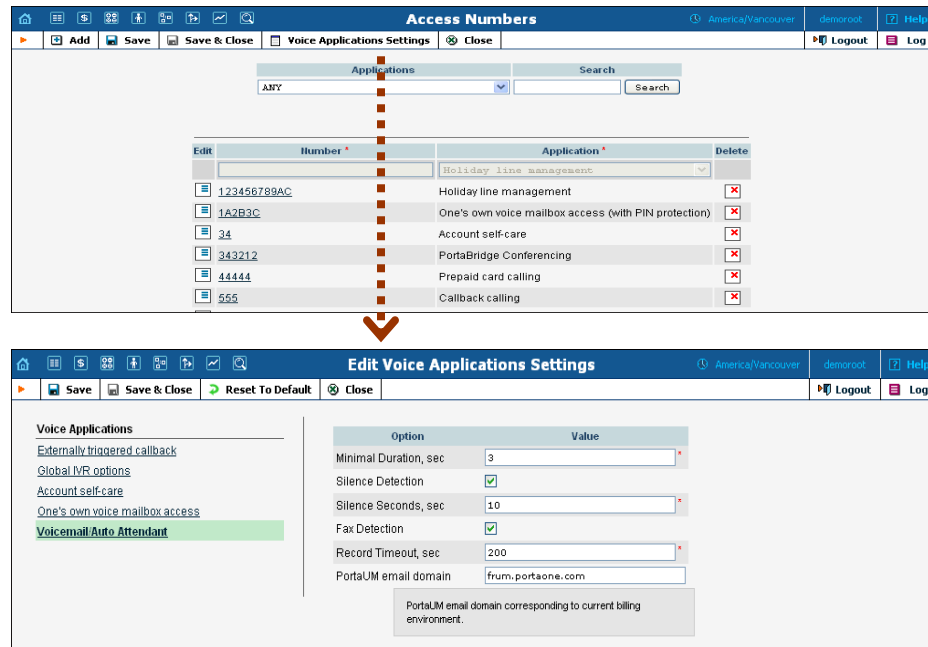 Access Numbers America/Vancouver demoroot ? Help
Add Save Save & Close Voice Applications Settings Close Logout Log
Applications Search
ANY Search
Edit Number * Application * Delete
Holiday line management
123456789AC Holiday line management
1A2B3C One's own voice mailbox access (with PIN protection)
34 Account self-care
343212 PortaBridge Conferencing
44444 Prepaid card calling
555 Callback calling
Edit Voice Applications Settings America/Vancouver demoroot ? Help
Save Save & Close Reset To Default Close Logout Log
Voice Applications
Externally triggered callback
Global IVR options
Account self-care
One's own voice mailbox access
Voicemail/Auto Attendant
Option Value
Minimal Duration, sec 3 *
Silence Detection
Silence Seconds, sec 10 *
Fax Detection
Record Timeout, sec 200 *
PortaUM email domain frum.portaone.com
PortaUM email domain corresponding to current billing
environment.